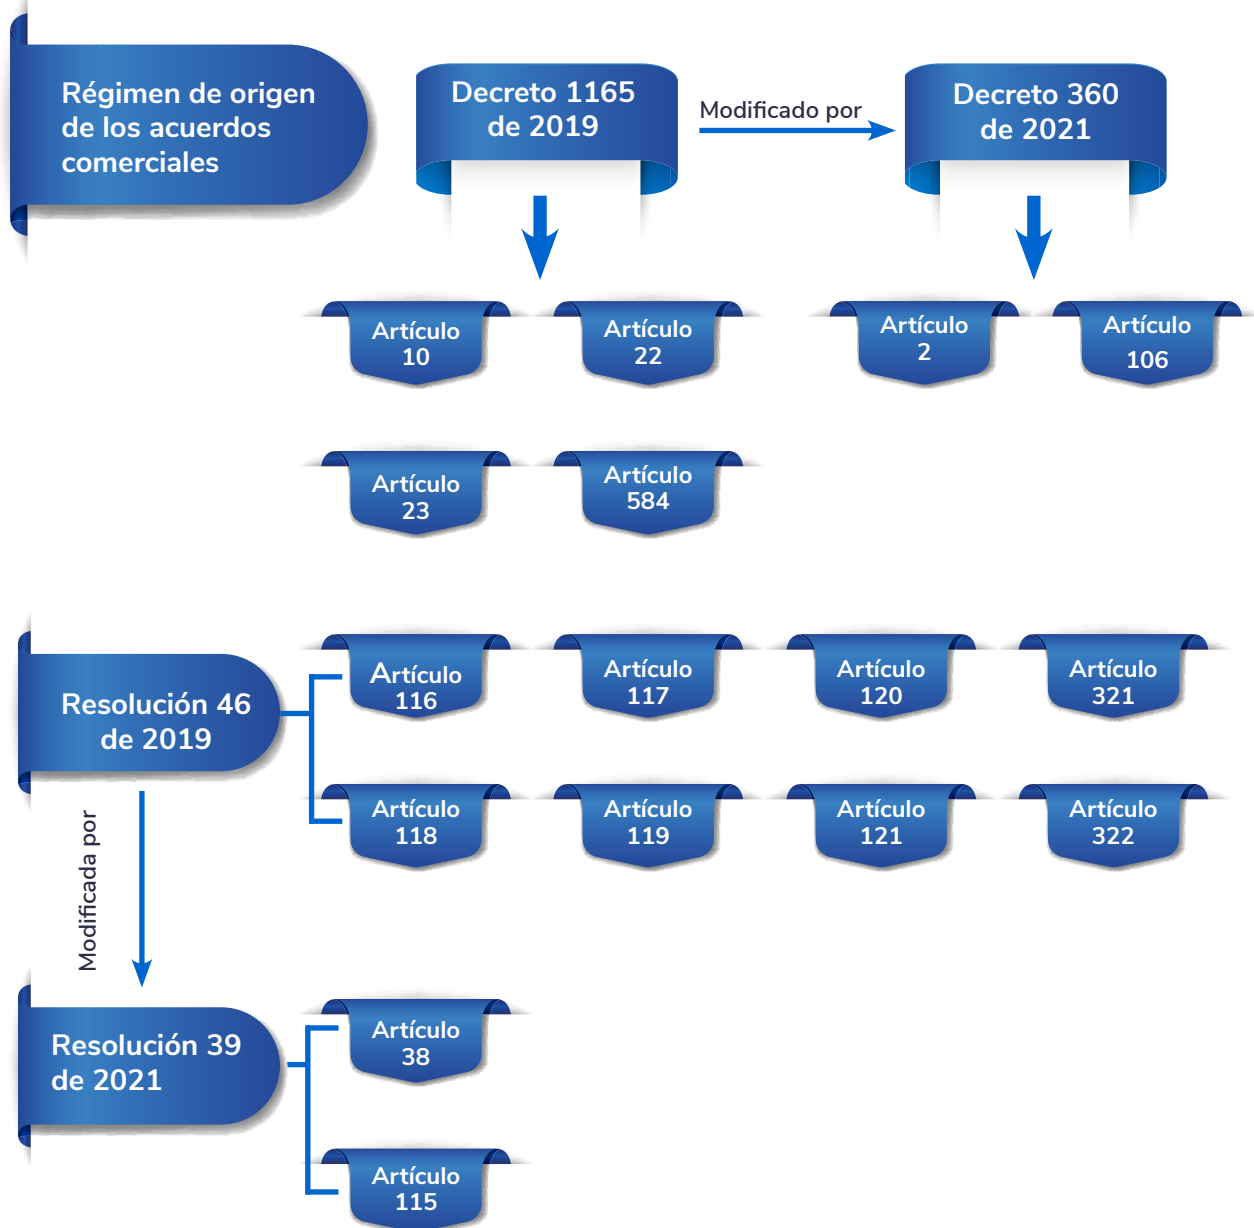 Régimen de origen
de los acuerdos
comerciales
Decreto 1165
de 2019
Modificado por
Decreto 360
de 2021
Artículo
10
Artículo
22
Artículo
2
Artículo
106
Artículo
23
Artículo
584
Resolución 46
de 2019
Artículo
116
Artículo
117
Artículo
120
Artículo
321
Artículo
118
Artículo
119
Artículo
121
Artículo
322
Modificada por
Resolución 39
de 2021
Artículo
38
Artículo
115